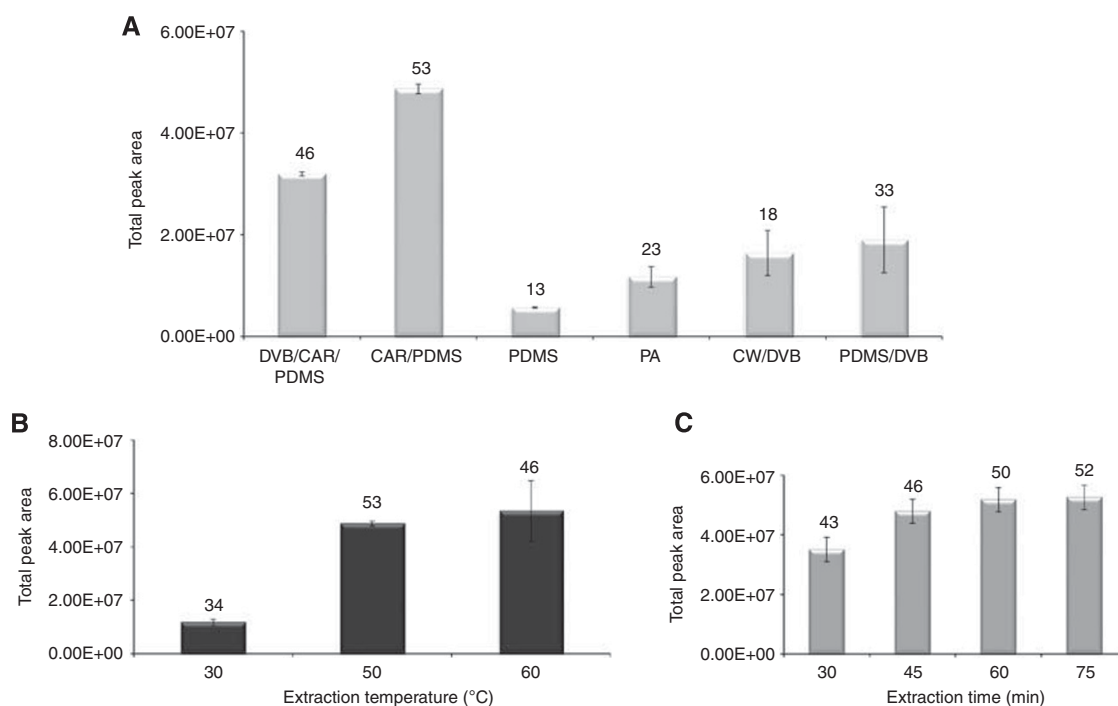 A
Total peak area
6.00E+07
4.00E+07
2.00E+07
0.00E+00
46
53
13
23
18
33
DVB/CAR/
PDMS
CAR/PDMS
PDMS
PA
CW/DVB
PDMS/DVB
B
Total peak area
8.00E+07
6.00E+07
4.00E+07
2.00E+07
0.00E+00
34
53
46
30
50
60
Extraction temperature (°C)
C
Total peak area
6.00E+07
4.00E+07
2.00E+07
0.00E+00
43
46
50
52
30
45
60
75
Extraction time (min)